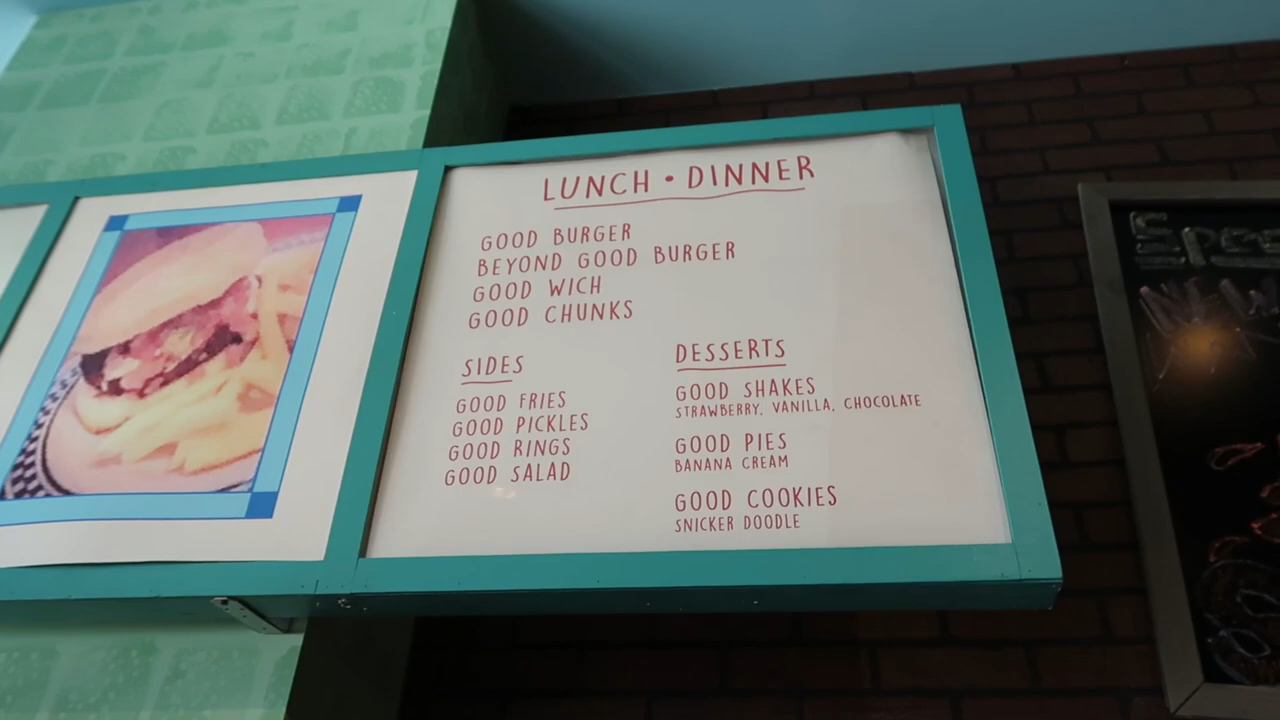 LUNCH • DINNER
GOOD BURGER
BEYOND GOOD BURGER
GOOD WICH
GOOD CHUNKS
SIDES
GOOD FRIES
GOOD PICKLES
GOOD RINGS
GOOD SALAD
DESSERTS
GOOD SHAKES
STRAWBERRY, VANILLA, CHOCOLATE
GOOD PIES
BANANA CREAM
GOOD COOKIES
SNICKER DOODLE